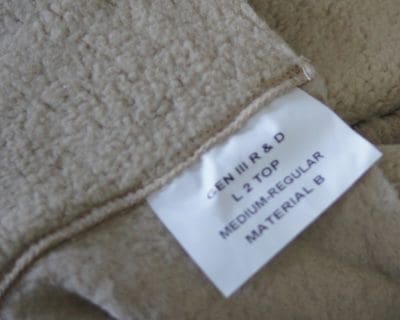 GEN III R & D
L 2 TOP
MEDIUM-REGULAR
MATERIAL B